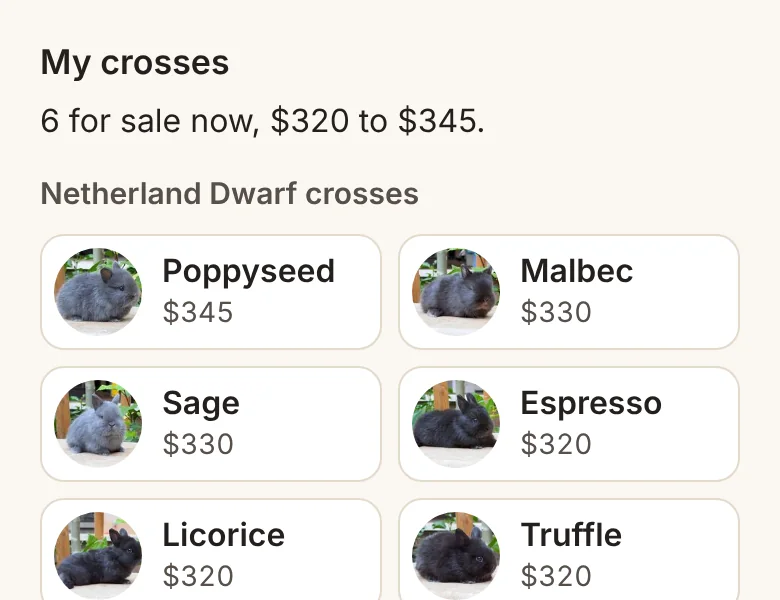 My crosses
6 for sale now, $320 to $345.
Netherland Dwarf crosses
Poppyseed
$345
Malbec
$330
Sage
$330
Espresso
$320
Licorice
$320
Truffle
$320